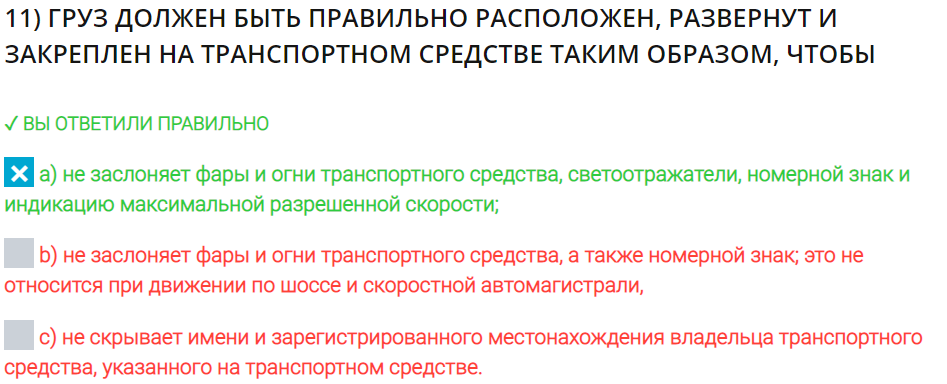 11) ГРУЗ ДОЛЖЕН БЫТЬ ПРАВИЛЬНО РАСПОЛОЖЕН, РАЗВЕРНУТ И
ЗАКРЕПЛЕН НА ТРАНСПОРТНОМ СРЕДСТВЕ ТАКИМ ОБРАЗОМ, ЧТОБЫ
✓ ВЫ ОТВЕТИЛИ ПРАВИЛЬНО
a) не заслоняет фары и огни транспортного средства, светоотражатели, номерной знак и
индикацию максимальной разрешенной скорости;
b) не заслоняет фары и огни транспортного средства, а также номерной знак; это не
относится при движении по шоссе и скоростной автомагистрали,
c) не скрывает имени и зарегистрированного местонахождения владельца транспортного
средства, указанного на транспортном средстве.